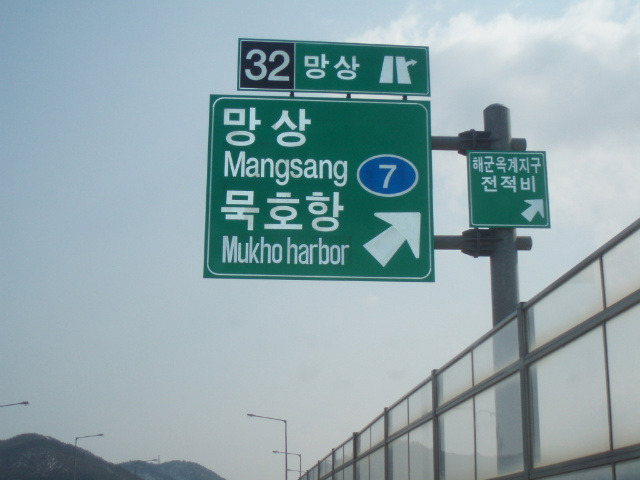 32 망상
망상
Mangsang
7
묵호항
Mukho harbor
해군옥계지구
전적비